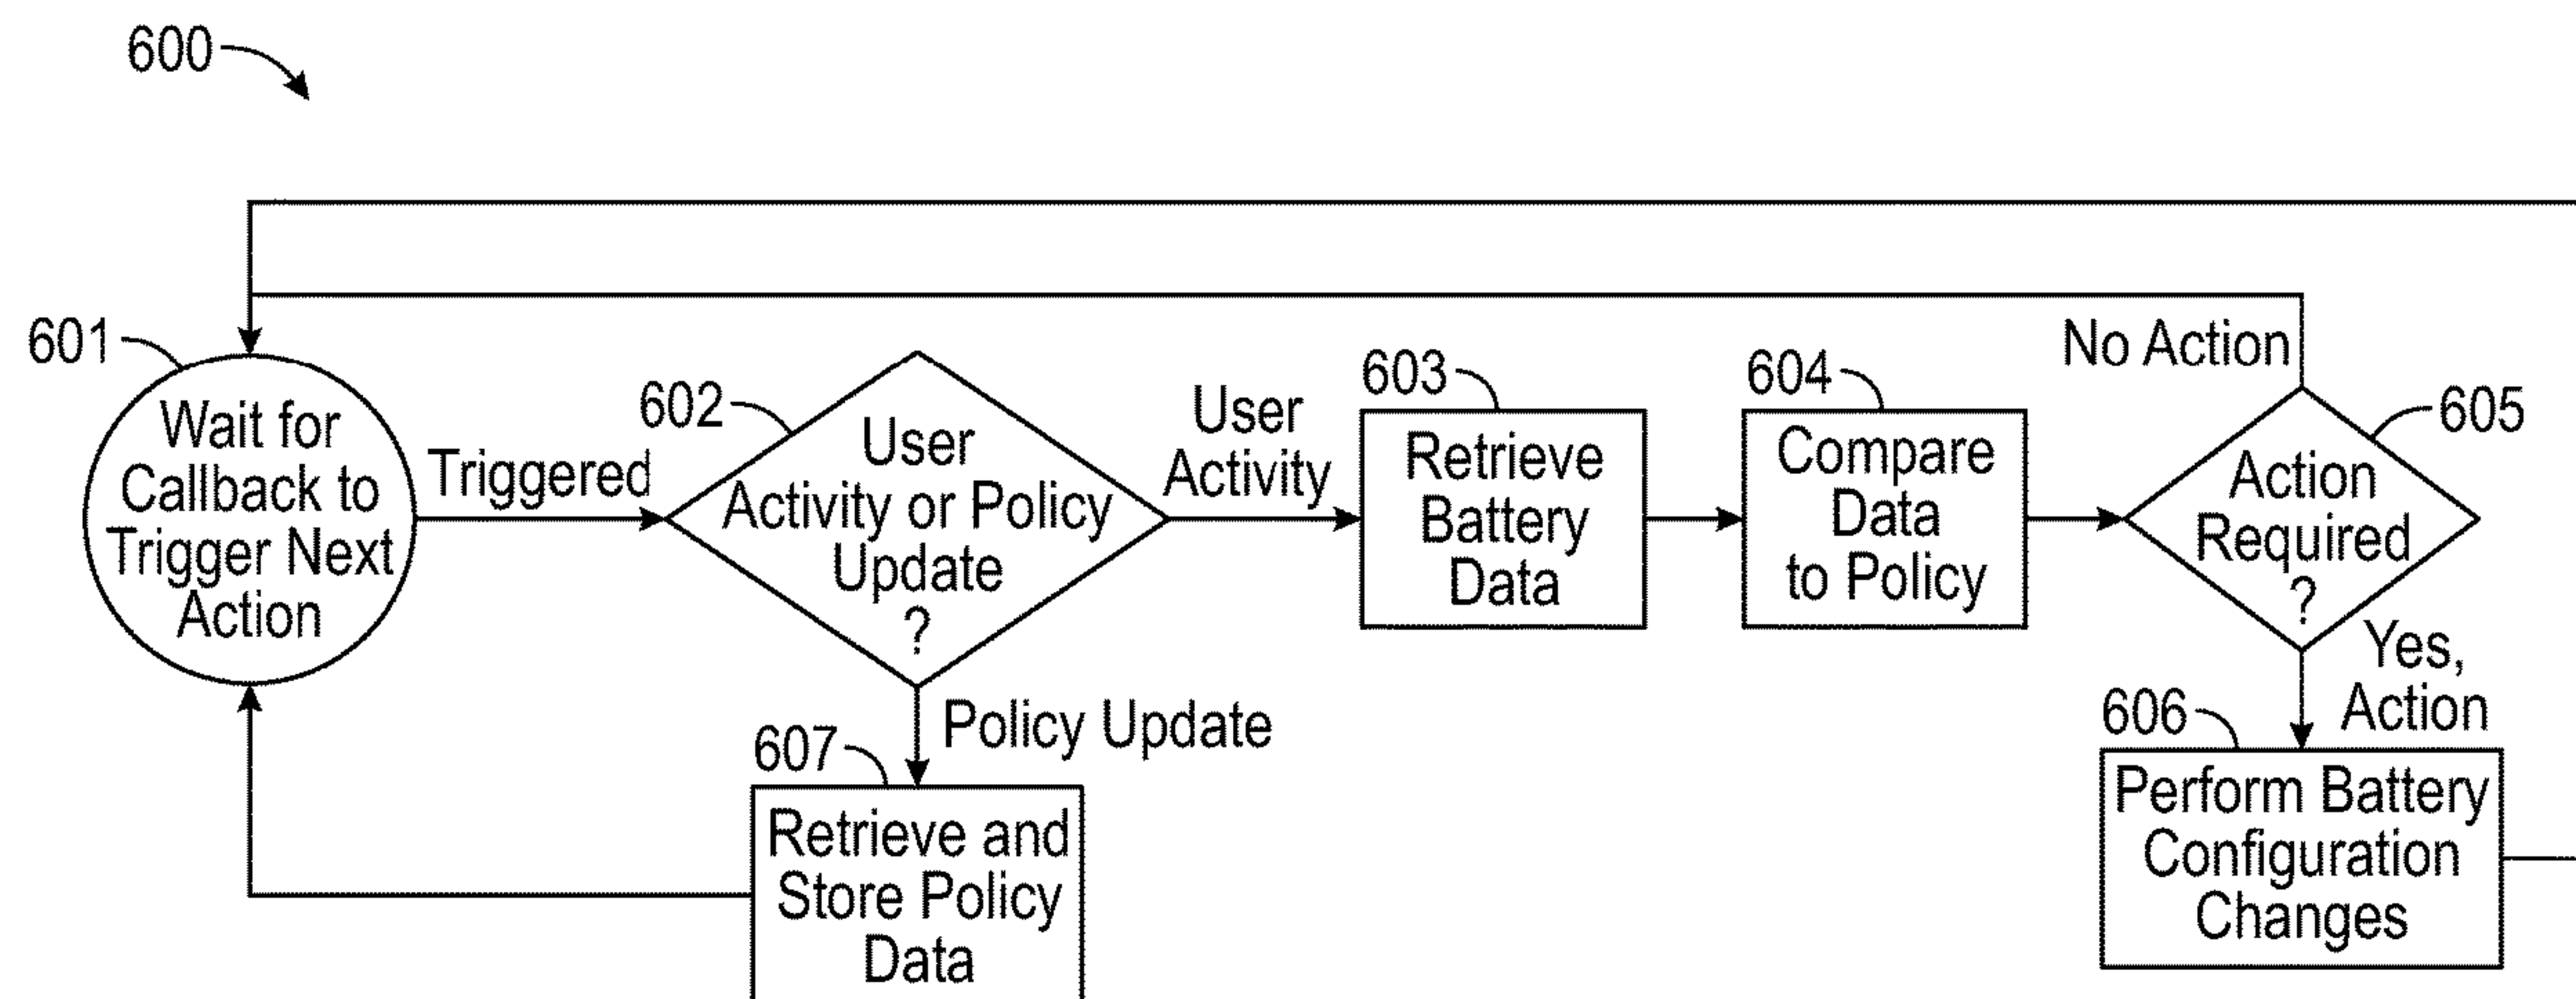 600
601
Wait for
Callback to
Trigger Next
Action
Triggered
602
User
Activity or Policy
Update
?
User
Activity
603
Retrieve
Battery
Data
604
Compare
Data
to Policy
No Action
605
Action
Required
?
Yes,
Action
606
Perform Battery
Configuration
Changes
Policy Update
607
Retrieve and
Store Policy
Data